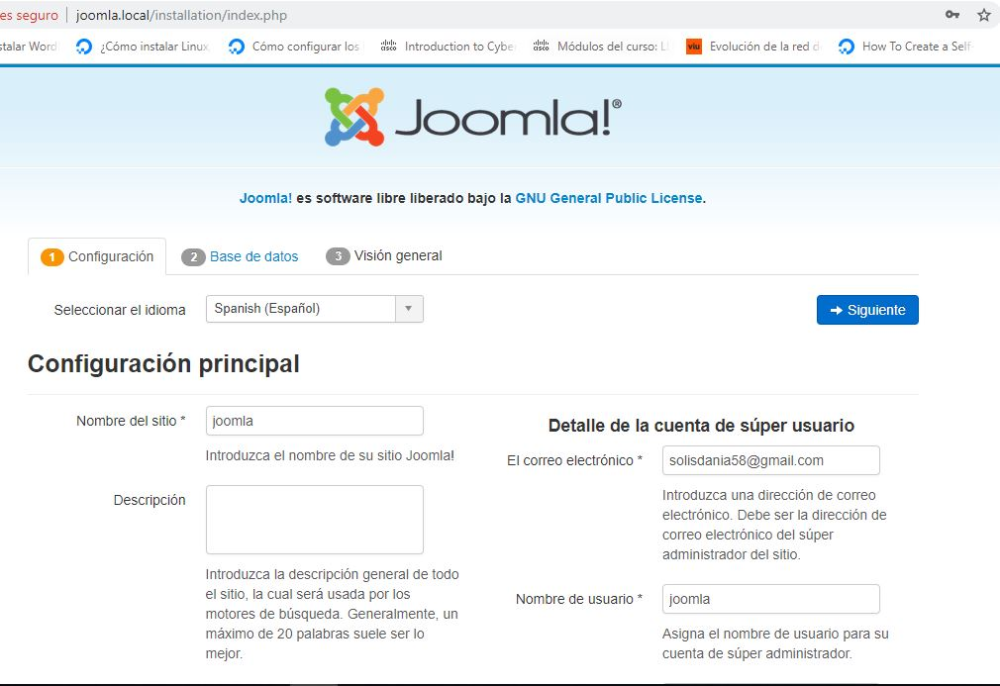 es seguro | joomla.local/installation/index.php
stalar Word ¿Cómo instalar Linux, Cómo configurar los cisco Introduction to Cybe cisco Módulos del curso: viu Evolución de la red d How To Create a Self-
Joomla!®
Joomla! es software libre liberado bajo la GNU General Public License.
1 Configuración 2 Base de datos 3 Visión general
Seleccionar el idioma Spanish (Español) Siguiente
Configuración principal
Nombre del sitio * joomla
Introduzca el nombre de su sitio Joomla!
Descripción
Introduzca la descripción general de todo
el sitio, la cual será usada por los
motores de búsqueda. Generalmente, un
máximo de 20 palabras suele ser lo
mejor.
Detalle de la cuenta de súper usuario
El correo electrónico * solisdania58@gmail.com
Introduzca una dirección de correo
electrónico. Debe ser la dirección de
correo electrónico del súper
administrador del sitio.
Nombre de usuario * joomla
Asigna el nombre de usuario para su
cuenta de súper administrador.